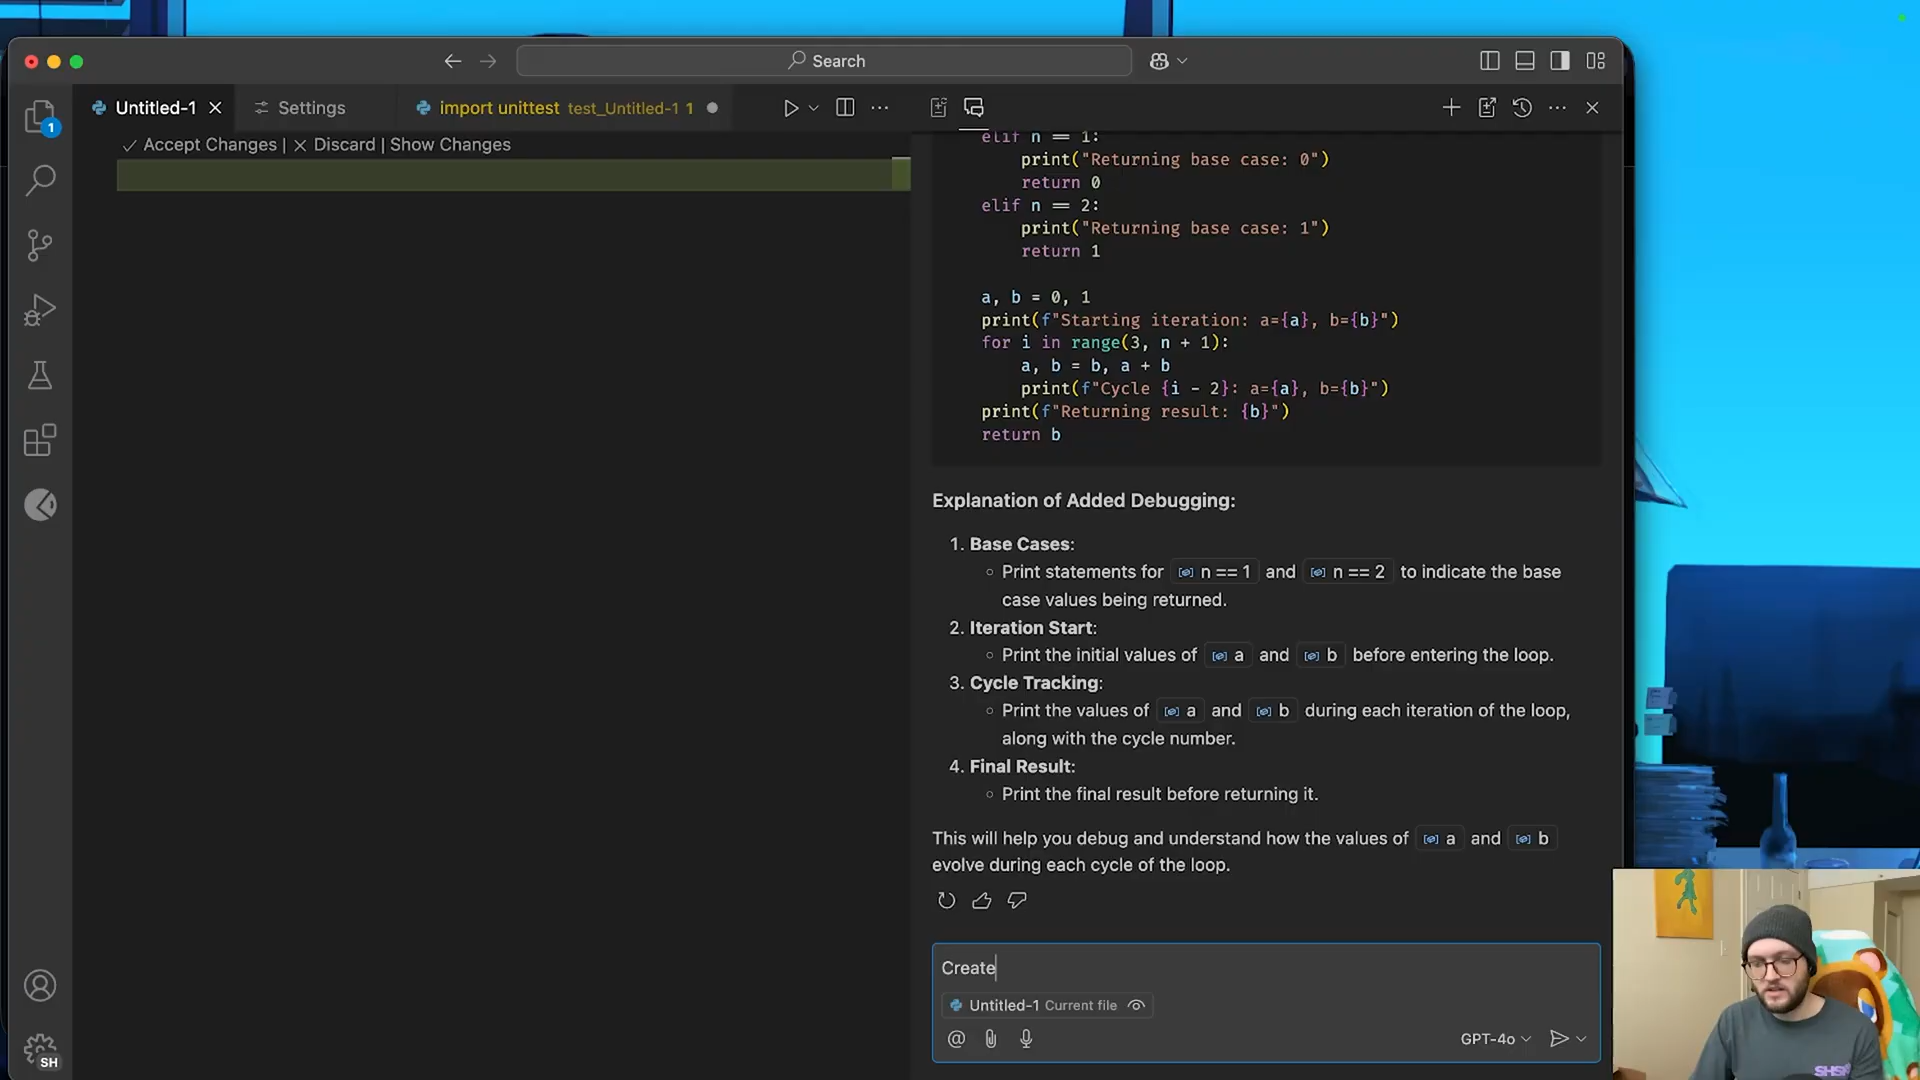 Search
Untitled-1
Settings
import unittest test_Untitled-1 1
Accept Changes | Discard | Show Changes
1
elif n == 1:
print("Returning base case: 0")
return 0
elif n == 2:
print("Returning base case: 1")
return 1
a, b = 0, 1
print(f"Starting iteration: a={a}, b={b}")
for i in range(3, n + 1):
a, b = b, a + b
print(f"Cycle {i - 2}: a={a}, b={b}")
print(f"Returning result: {b}")
return b
Explanation of Added Debugging:
1. Base Cases:
Print statements for n == 1 and n == 2 to indicate the base
case values being returned.
2. Iteration Start:
Print the initial values of a and b before entering the loop.
3. Cycle Tracking:
Print the values of a and b during each iteration of the loop,
along with the cycle number.
4. Final Result:
Print the final result before returning it.
This will help you debug and understand how the values of a and b
evolve during each cycle of the loop.
Create
Untitled-1 Current file
GPT-4o
SH